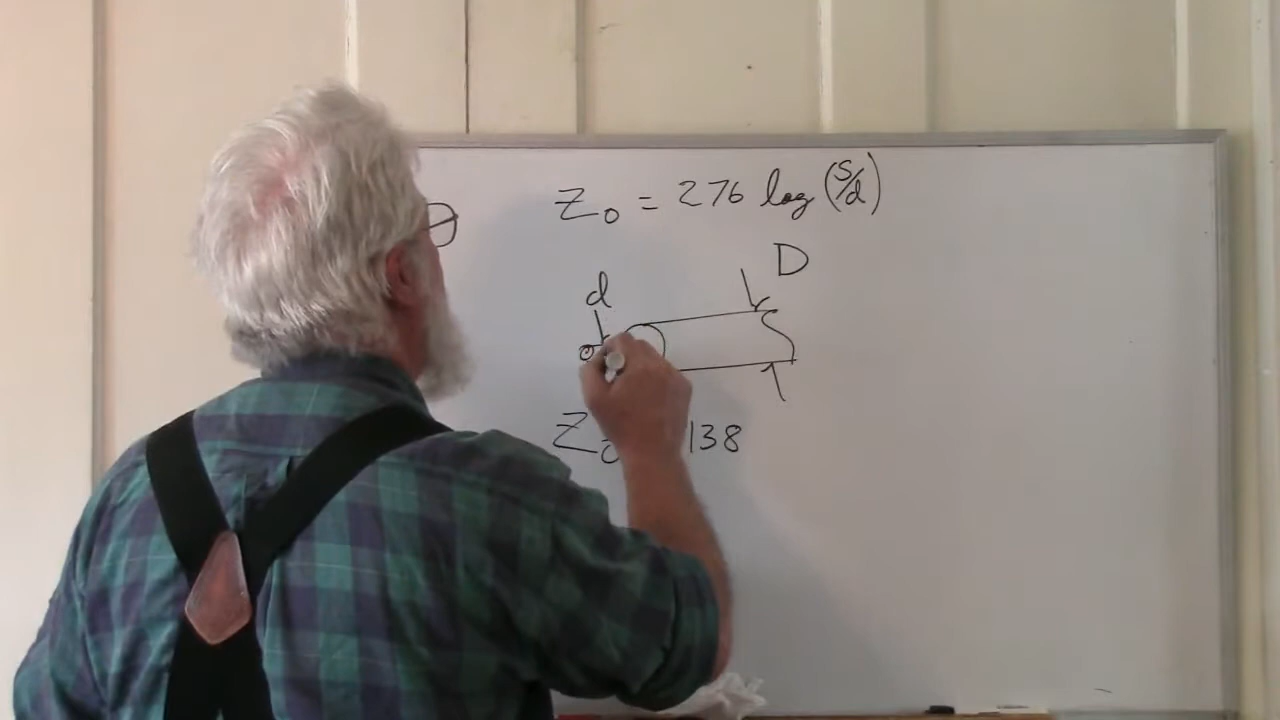 Z₀ = 276 log (S/d)
D
d
Z₀ 138